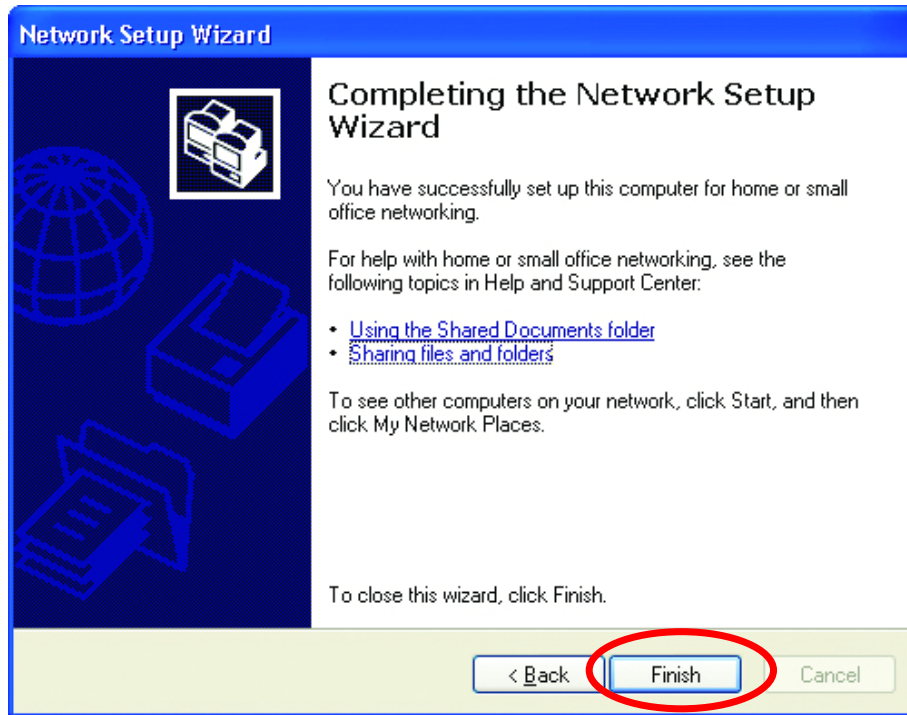 Network Setup Wizard
Completing the Network Setup
Wizard
You have successfully set up this computer for home or small
office networking.
For help with home or small office networking, see the
following topics in Help and Support Center:
• Using the Shared Documents folder
• Sharing files and folders
To see other computers on your network, click Start, and then
click My Network Places.
To close this wizard, click Finish.
< Back
Finish
Cancel